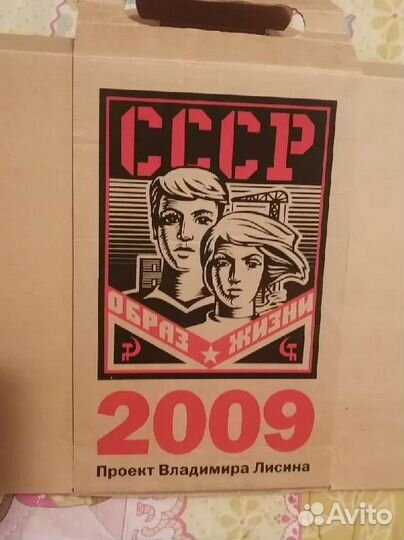 СССР
ОБРАЗ ЖИЗНИ
2009
Проект Владимира Лисина
Avito